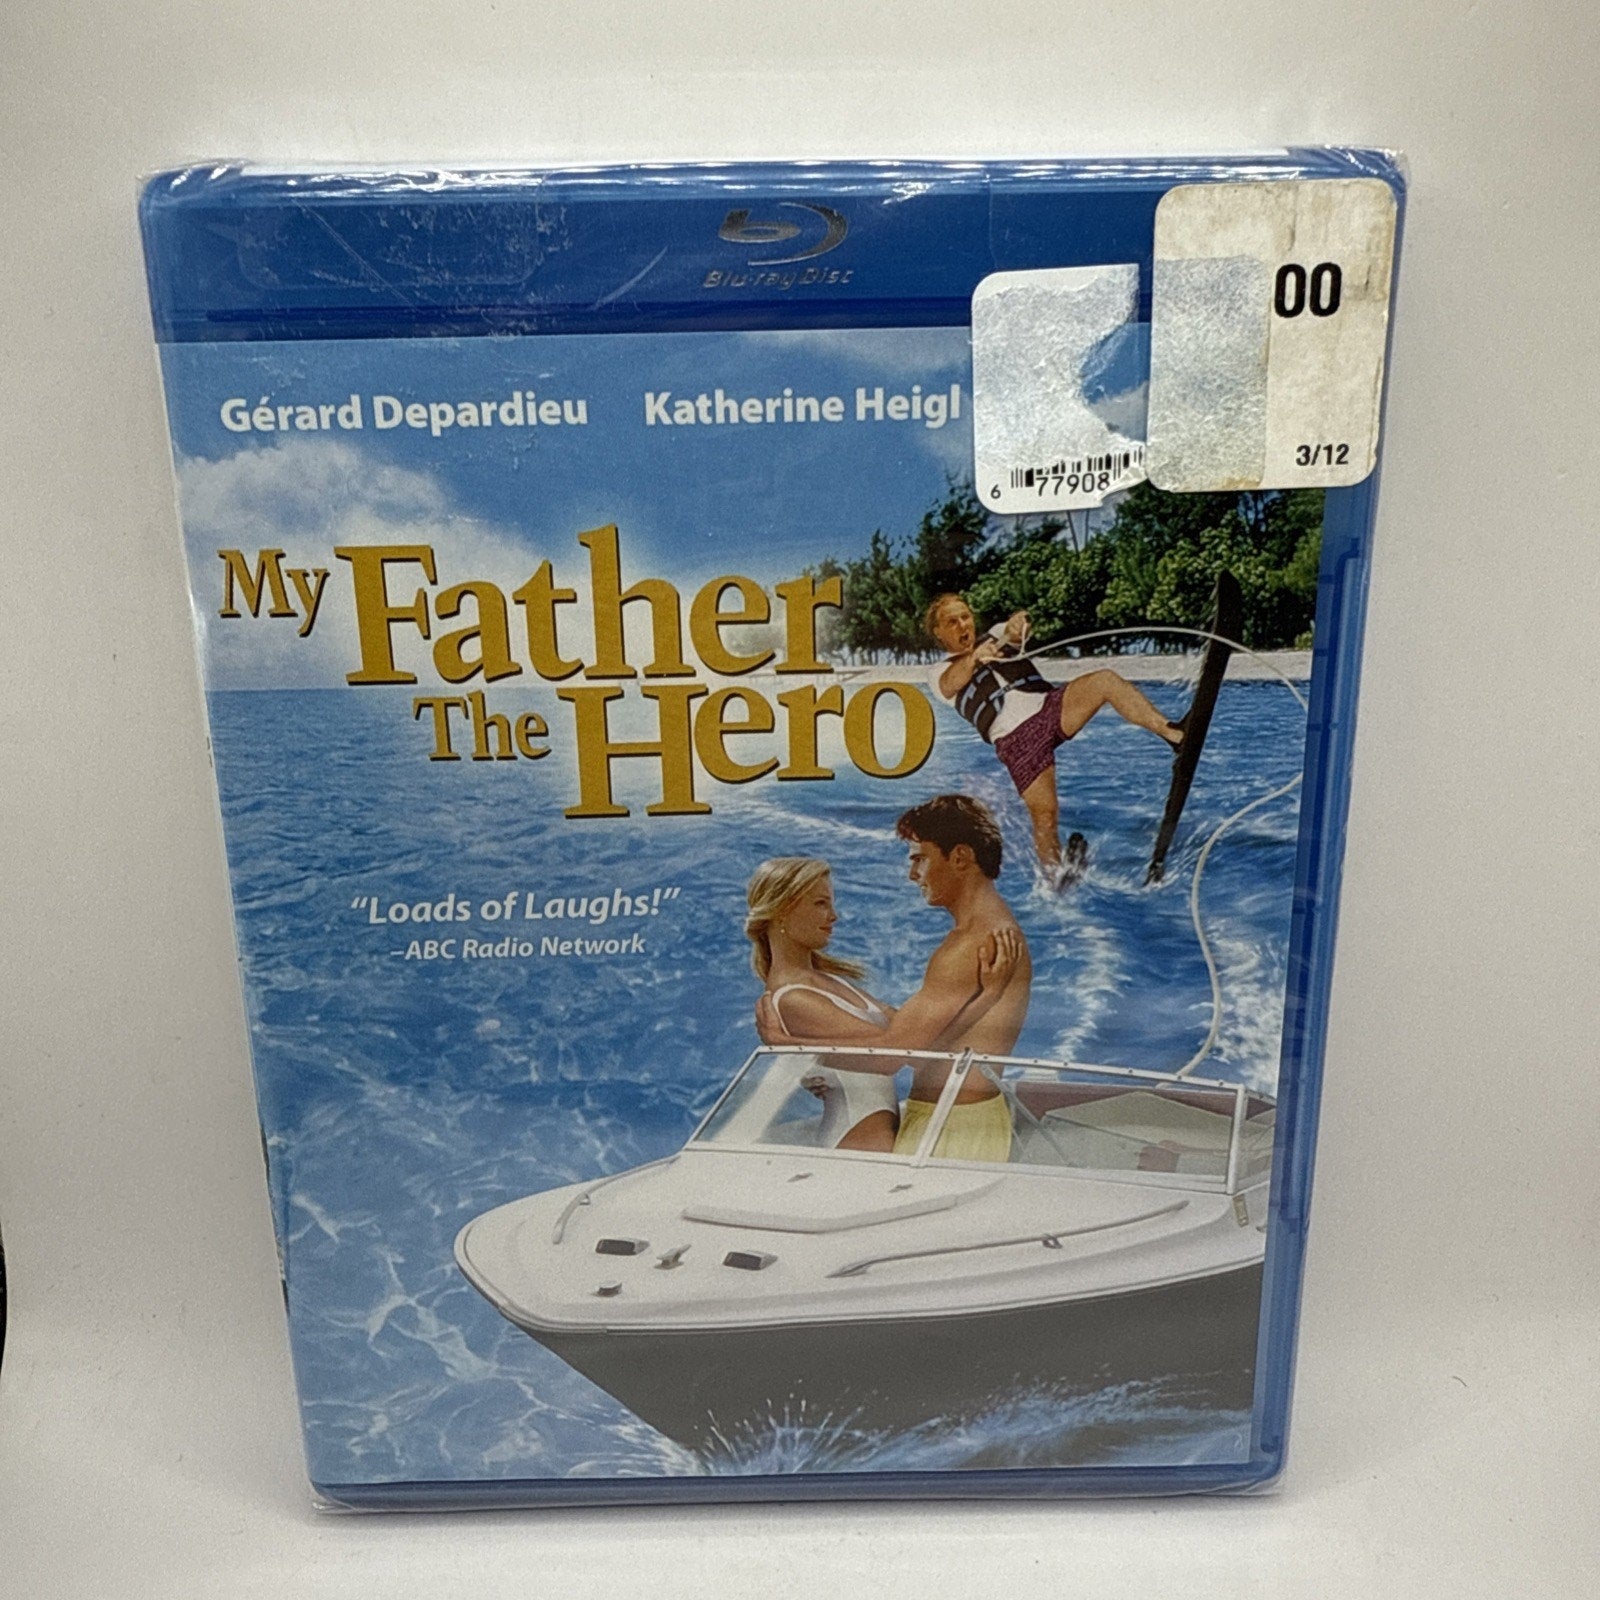 Blu-ray Disc
00
3/12
6 77908
Gérard Depardieu Katherine Heigl
My Father
The Hero
“Loads of Laughs!”
–ABC Radio Network